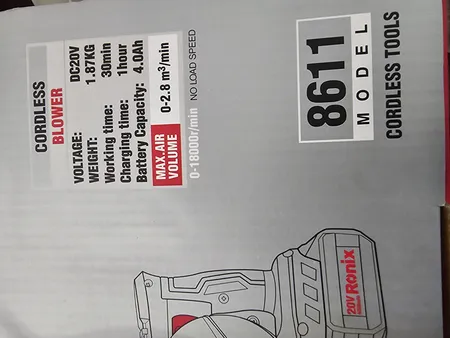 CORDLESS
BLOWER
VOLTAGE: DC20V
WEIGHT: 1.87KG
Working time: 30min
Charging time: 1hour
Battery Capacity: 4.0Ah
MAX.AIR VOLUME 0-2.8 m³/min
0-18000r/min NO LOAD SPEED
8611
MODEL
CORDLESS TOOLS
20V
Ronix